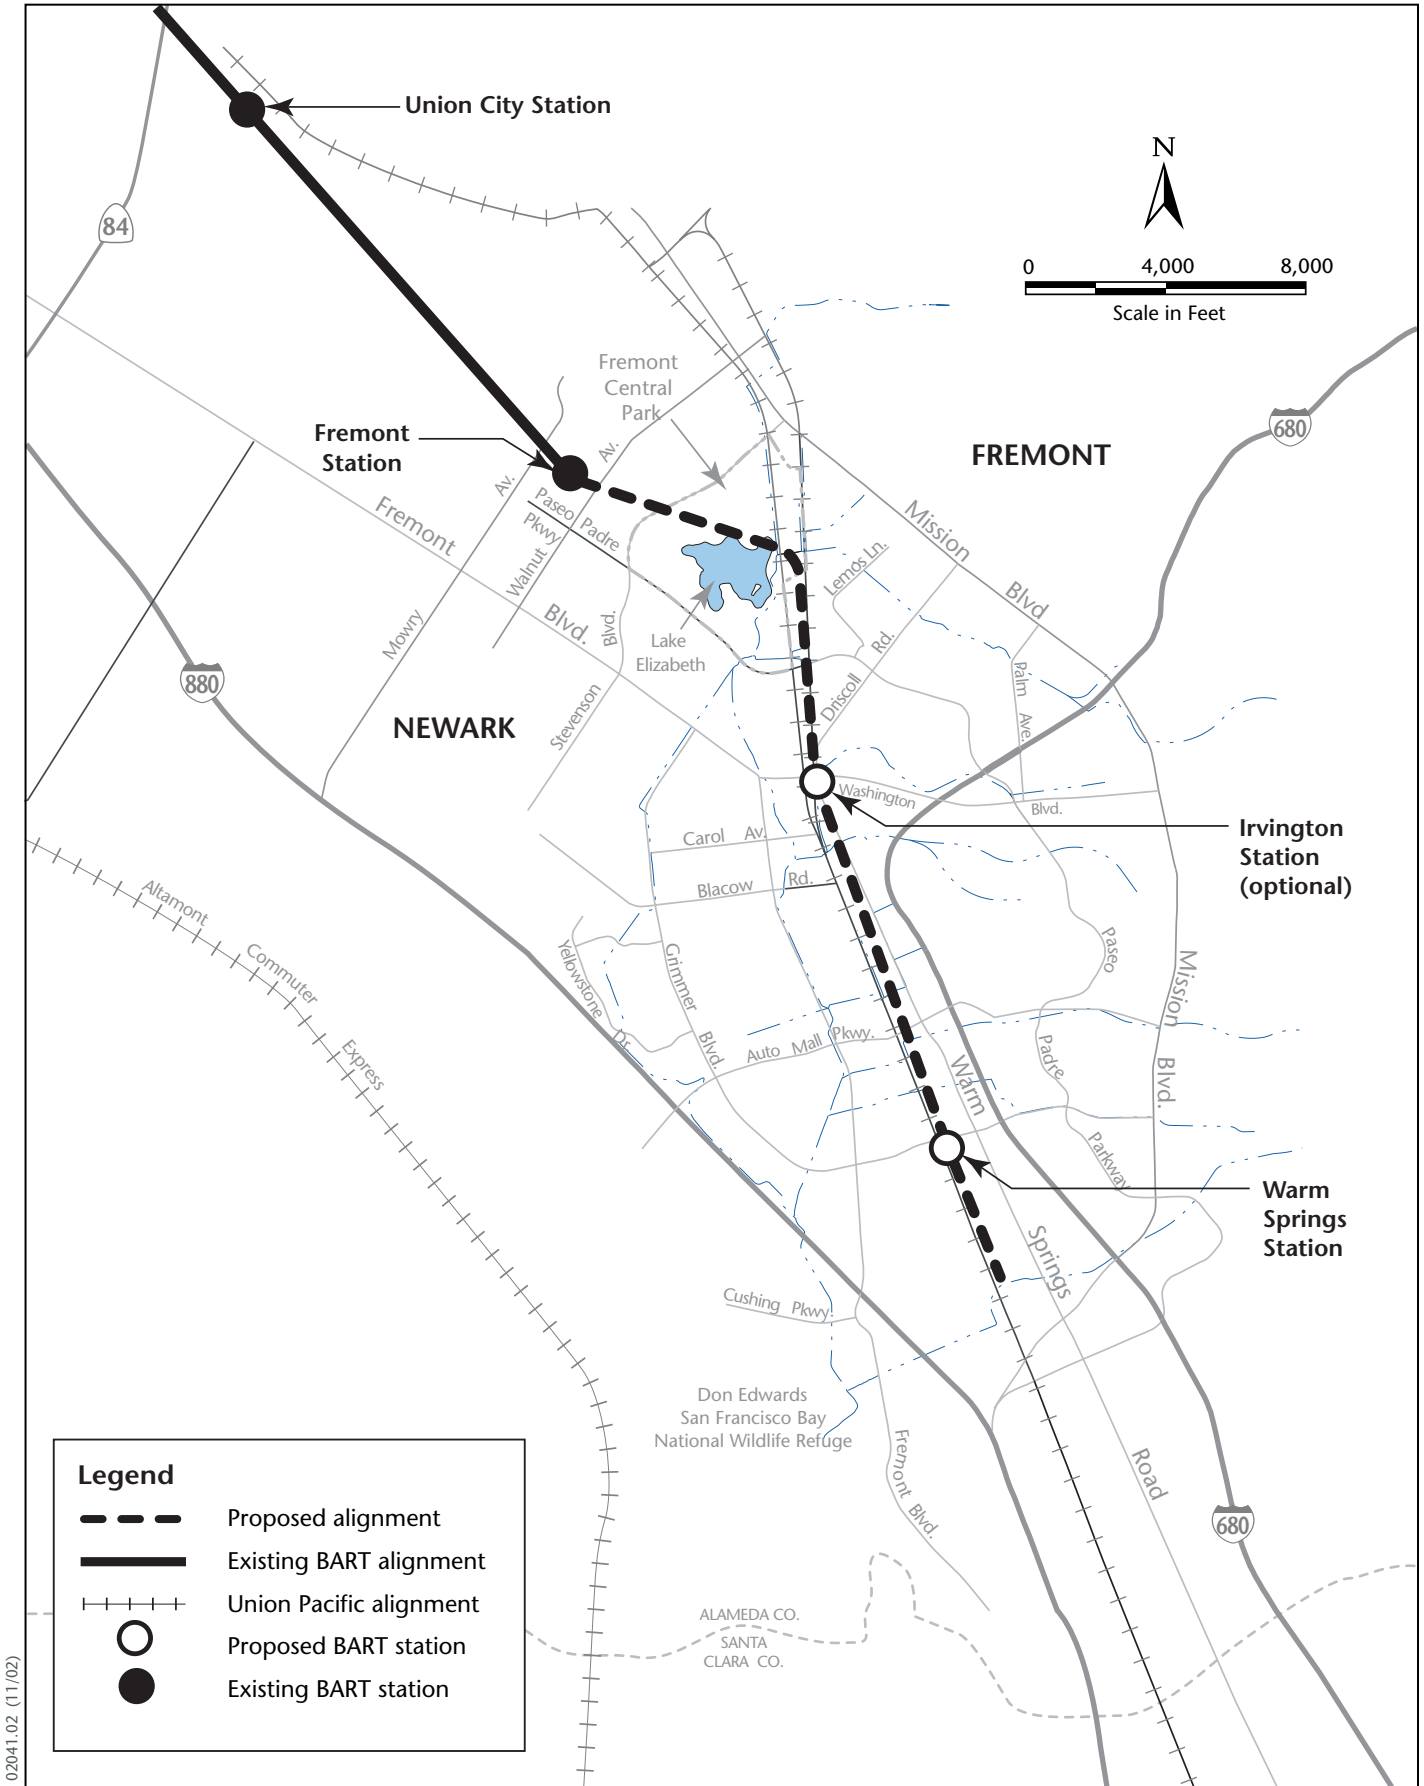 Union City Station
N
84
0 4,000 8,000
Scale in Feet
Fremont
Central
Park
680
Fremont
Station
FREMONT
Av.
Av.
Paseo Padre
Pkwy
Fremont
Blvd.
Walnut
Mowry
Mission
Blvd
Lemos Ln.
Blvd.
Stevenson
Lake
Elizabeth
Rd.
Driscoll
Palm Ave.
880
NEWARK
Washington
Blvd.
Irvington
Station
(optional)
Carol Av.
Blacow Rd.
Altamont
Commuter
Express
Yellowstone
Dr.
Grimmer
Blvd.
Auto Mall Pkwy.
Paseo
Padre
Parkway
Mission
Blvd.
Warm
Springs
Road
Warm
Springs
Station
Cushing Pkwy.
Don Edwards
San Francisco Bay
National Wildlife Refuge
Fremont Blvd.
680
ALAMEDA CO.
SANTA
CLARA CO.
Legend
Proposed alignment
Existing BART alignment
Union Pacific alignment
Proposed BART station
Existing BART station
02041.02 (11/02)